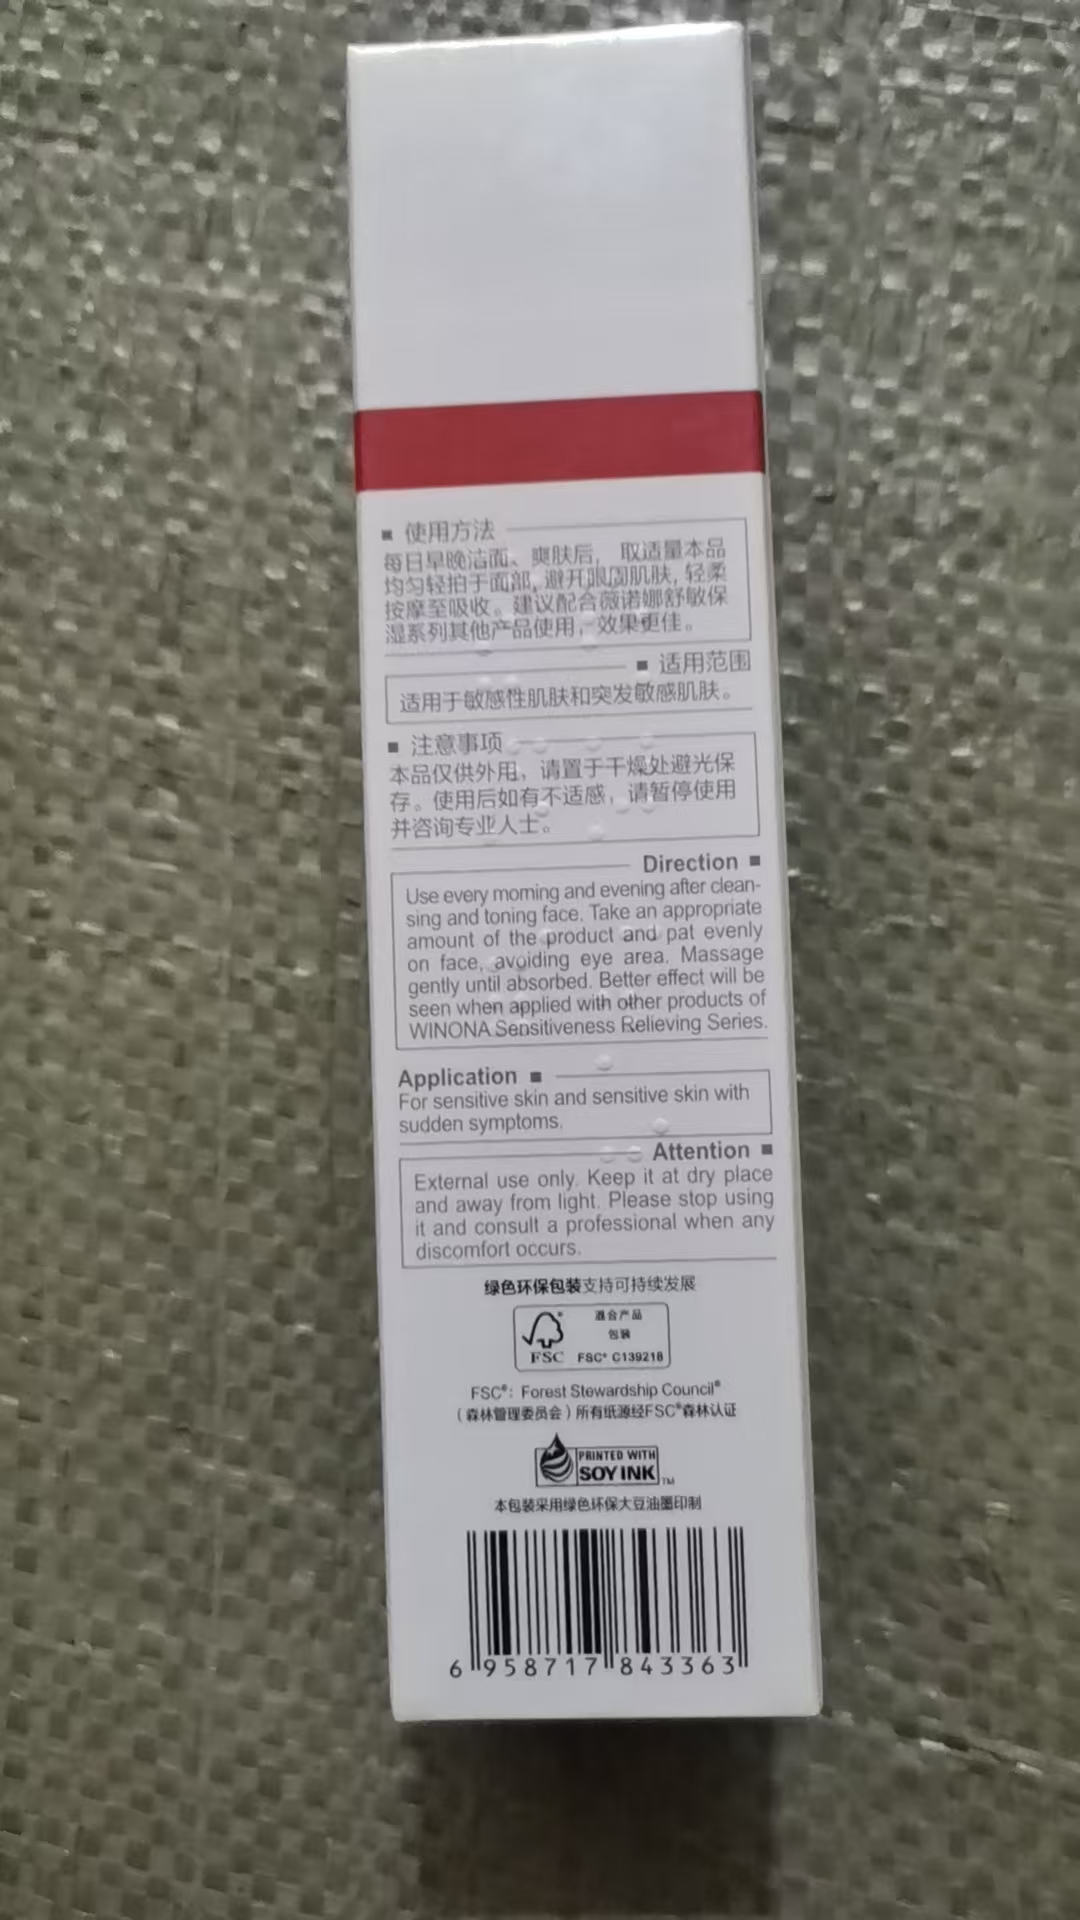 ■ 使用方法
每日早晚洁面、爽肤后， 取适量本品
均匀轻拍于面部, 避开眼周肌肤, 轻柔
按摩至吸收。建议配合薇诺娜舒敏保
湿系列其他产品使用，效果更佳。
■ 适用范围
适用于敏感性肌肤和突发敏感肌肤。
■ 注意事项
本品仅供外用，请置于干燥处避光保
存。使用后如有不适感，请暂停使用
并咨询专业人士。
Direction ■
Use every morning and evening after clean-
sing and toning face. Take an appropriate
amount of the product and pat evenly
on face, avoiding eye area. Massage
gently until absorbed. Better effect will be
seen when applied with other products of
WINONA Sensitiveness Relieving Series.
Application ■
For sensitive skin and sensitive skin with
sudden symptoms.
Attention ■
External use only. Keep it at dry place
and away from light. Please stop using
it and consult a professional when any
discomfort occurs.
绿色环保包装支持可持续发展
混合产品
包装
FSC FSC® C139218
FSC®: Forest Stewardship Council®
（森林管理委员会）所有纸源经FSC®森林认证
PRINTED WITH
SOY INK TM
本包装采用绿色环保大豆油墨印制
6 958717 843363